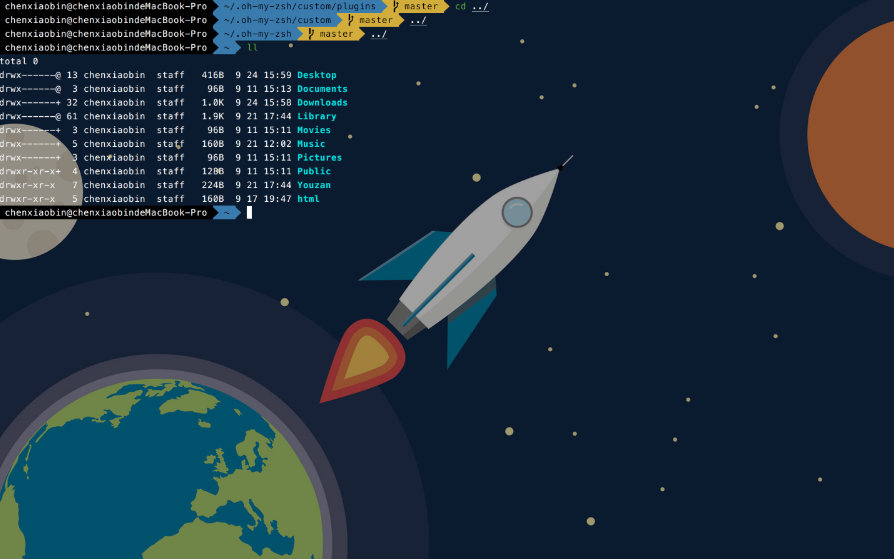 chenxiaobin@chenxiaobindeMacBook-Pro ~/.oh-my-zsh/custom/plugins master cd ../
chenxiaobin@chenxiaobindeMacBook-Pro ~/.oh-my-zsh/custom master ../
chenxiaobin@chenxiaobindeMacBook-Pro ~/.oh-my-zsh master ../
chenxiaobin@chenxiaobindeMacBook-Pro ~ ll
total 0
drwx------@ 13 chenxiaobin staff 416B 9 24 15:59 Desktop
drwx------@ 3 chenxiaobin staff 96B 9 11 15:13 Documents
drwx------+ 32 chenxiaobin staff 1.0K 9 24 15:58 Downloads
drwx------@ 61 chenxiaobin staff 1.9K 9 21 17:44 Library
drwx------+ 3 chenxiaobin staff 96B 9 11 15:11 Movies
drwx------+ 5 chenxiaobin staff 160B 9 21 12:02 Music
drwx------+ 3 chenxiaobin staff 96B 9 11 15:11 Pictures
drwxr-xr-x+ 4 chenxiaobin staff 128B 9 11 15:11 Public
drwxr-xr-x 7 chenxiaobin staff 224B 9 21 17:44 Youzan
drwxr-xr-x 5 chenxiaobin staff 160B 9 17 19:47 html
chenxiaobin@chenxiaobindeMacBook-Pro ~